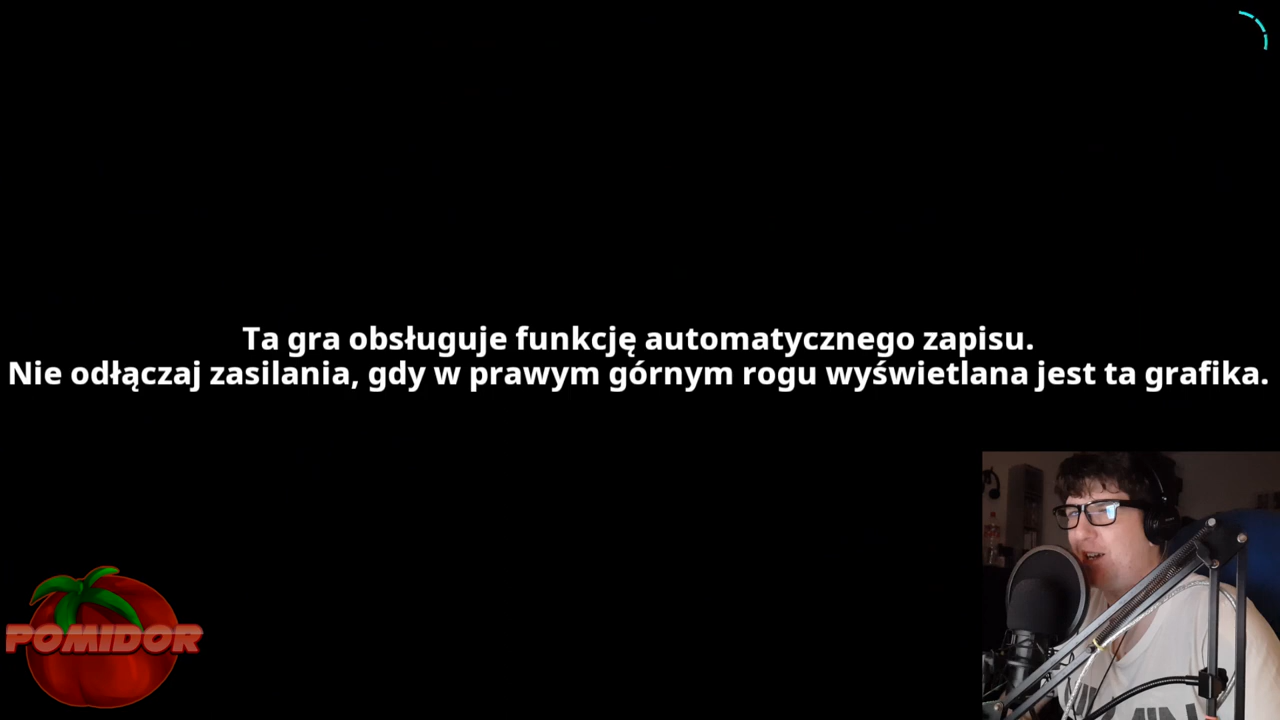 Ta gra obsługuje funkcję automatycznego zapisu.
Nie odłączaj zasilania, gdy w prawym górnym rogu wyświetlana jest ta grafika.
POMIDOR